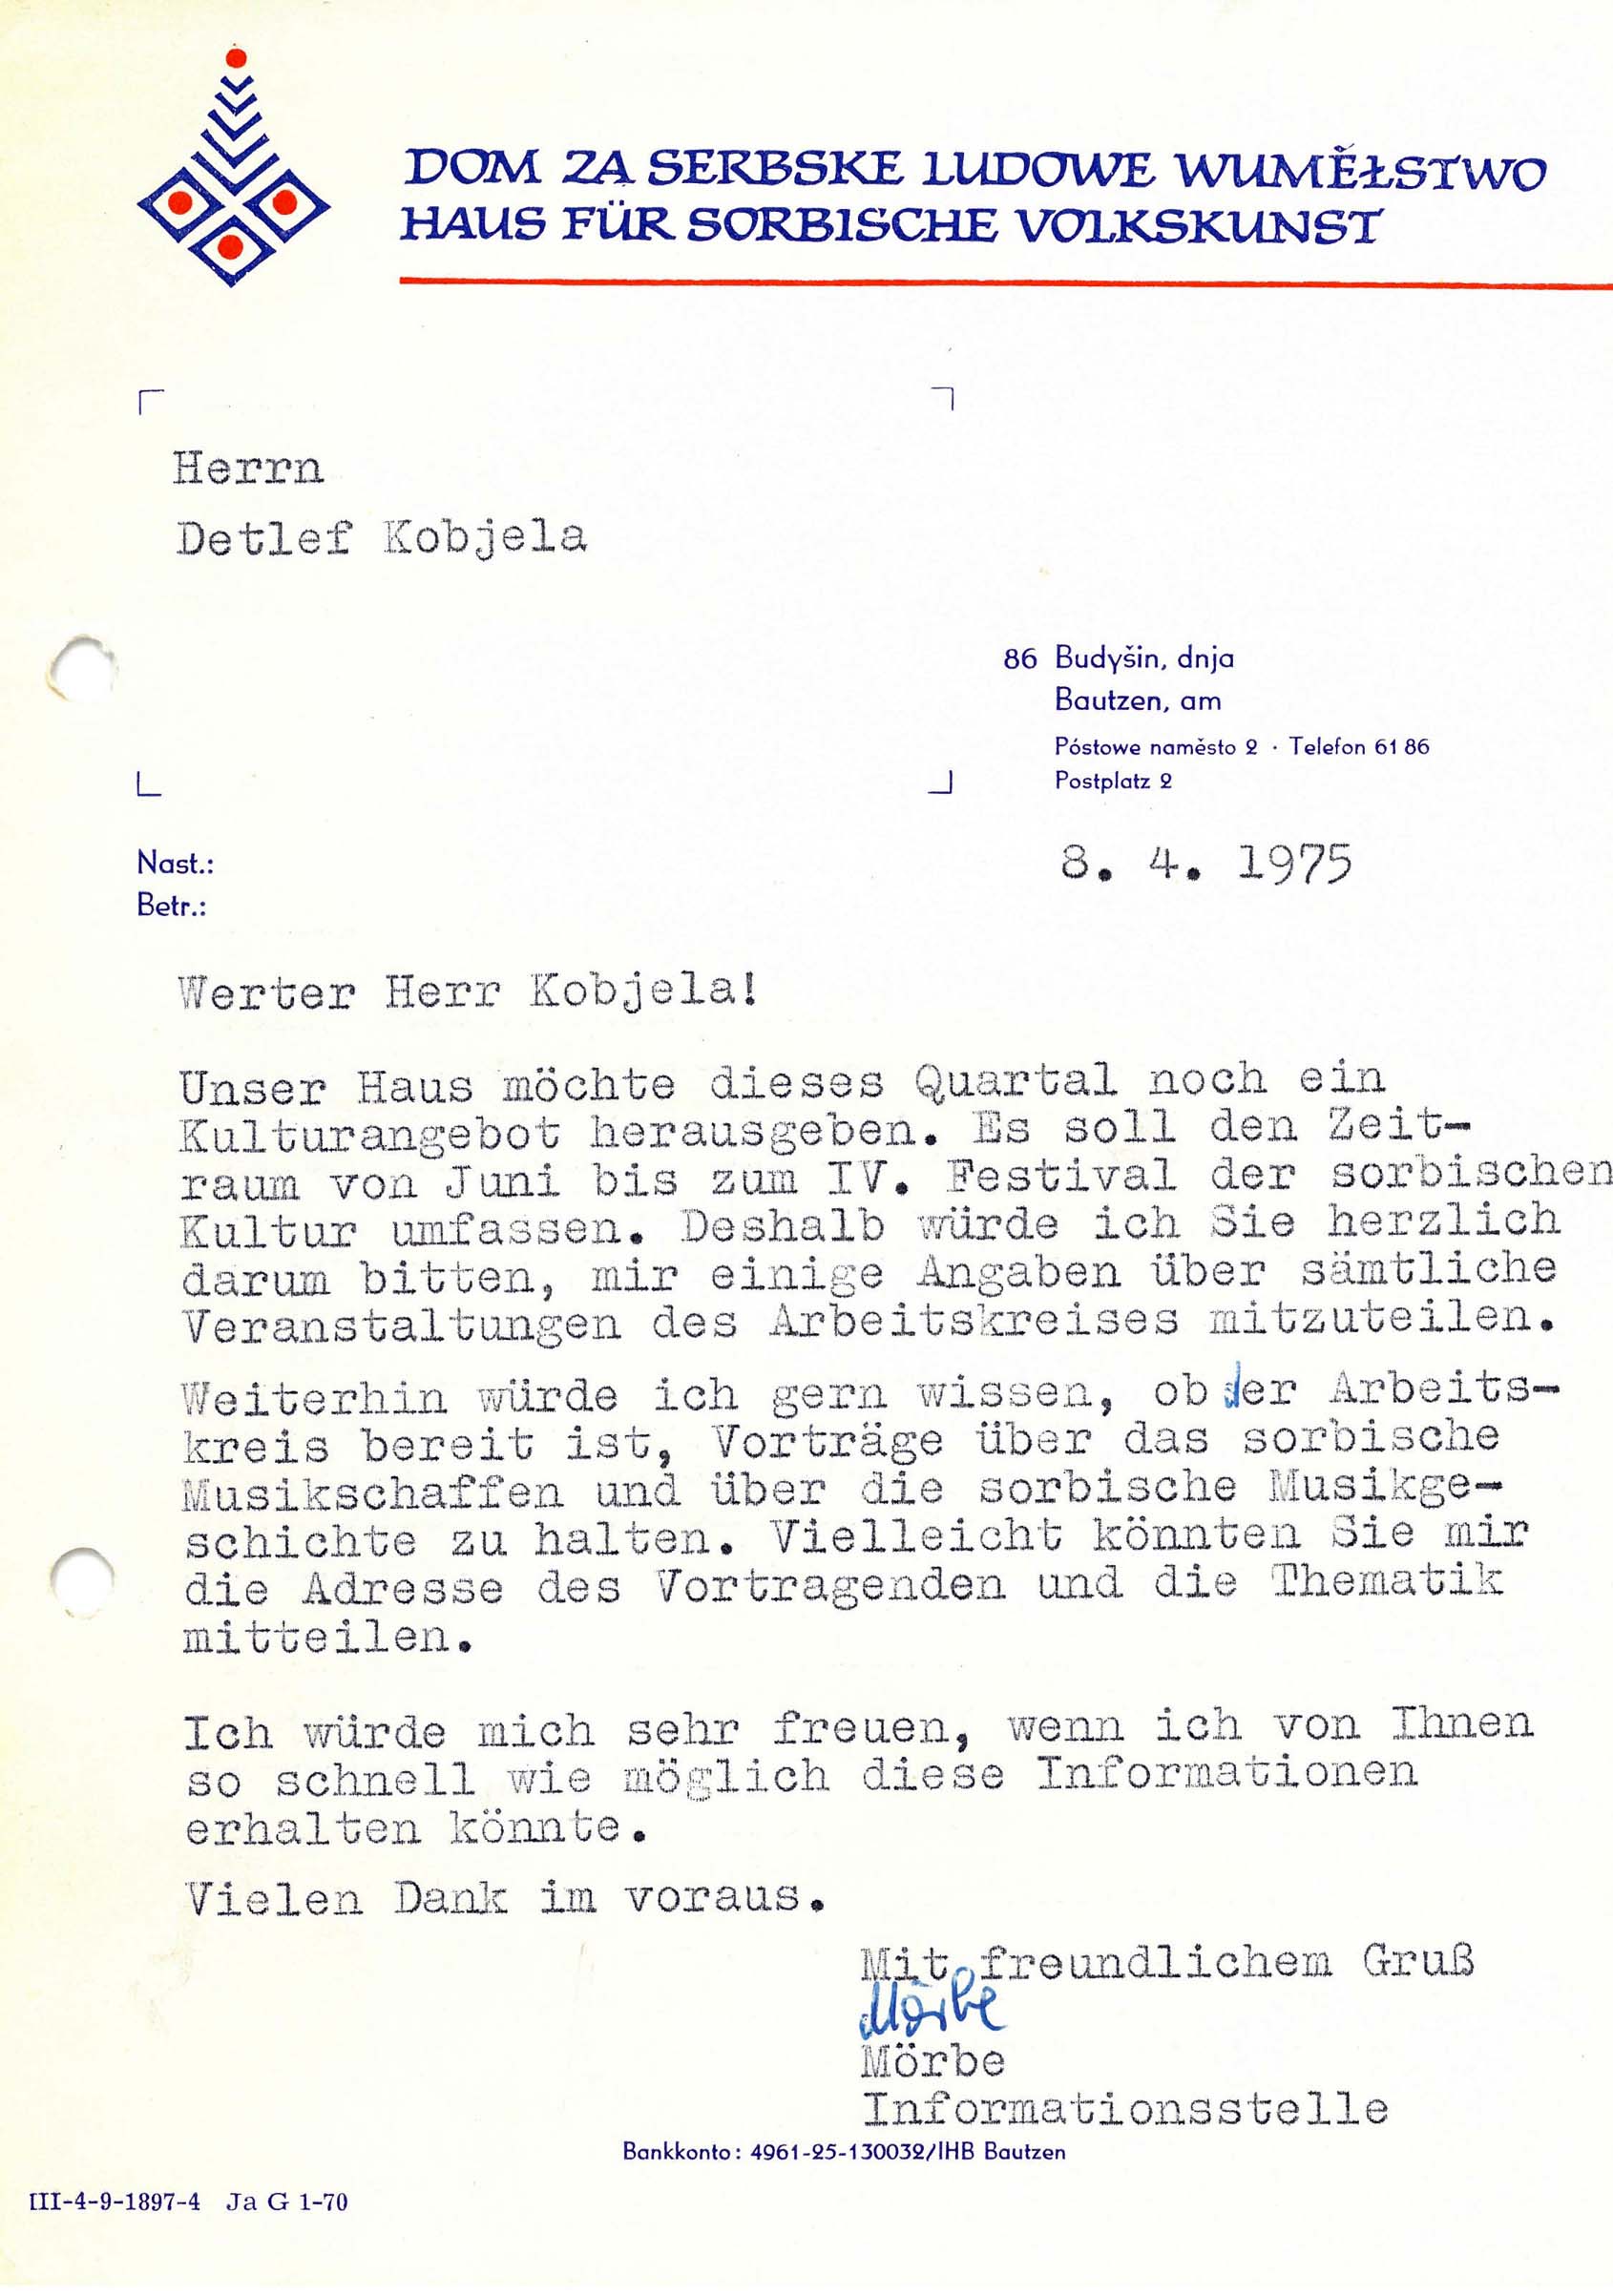 DOM ZA SERBSKE LUDOWE WUMĚŁSTWO
HAUS FÜR SORBISCHE VOLKSKUNST
Herrn
Detlef Kobjela
86 Budyšin, dnja
Bautzen, am
Póstowe naměsto 2 · Telefon 61 86
Postplatz 2
Nast.:
Betr.:
8. 4. 1975
Werter Herr Kobjela!
Unser Haus möchte dieses Quartal noch ein
Kulturangebot herausgeben. Es soll den Zeit-
raum von Juni bis zum IV. Festival der sorbischen
Kultur umfassen. Deshalb würde ich Sie herzlich
darum bitten, mir einige Angaben über sämtliche
Veranstaltungen des Arbeitskreises mitzuteilen.
Weiterhin würde ich gern wissen, ob der Arbeits-
kreis bereit ist, Vorträge über das sorbische
Musikschaffen und über die sorbische Musikge-
schichte zu halten. Vielleicht könnten Sie mir
die Adresse des Vortragenden und die Thematik
mitteilen.
Ich würde mich sehr freuen, wenn ich von Ihnen
so schnell wie möglich diese Informationen
erhalten könnte.
Vielen Dank im voraus.
Mit freundlichem Gruß
Mörbe
Mörbe
Informationsstelle
Bankkonto: 4961-25-130032/IHB Bautzen
III-4-9-1897-4 Ja G 1-70